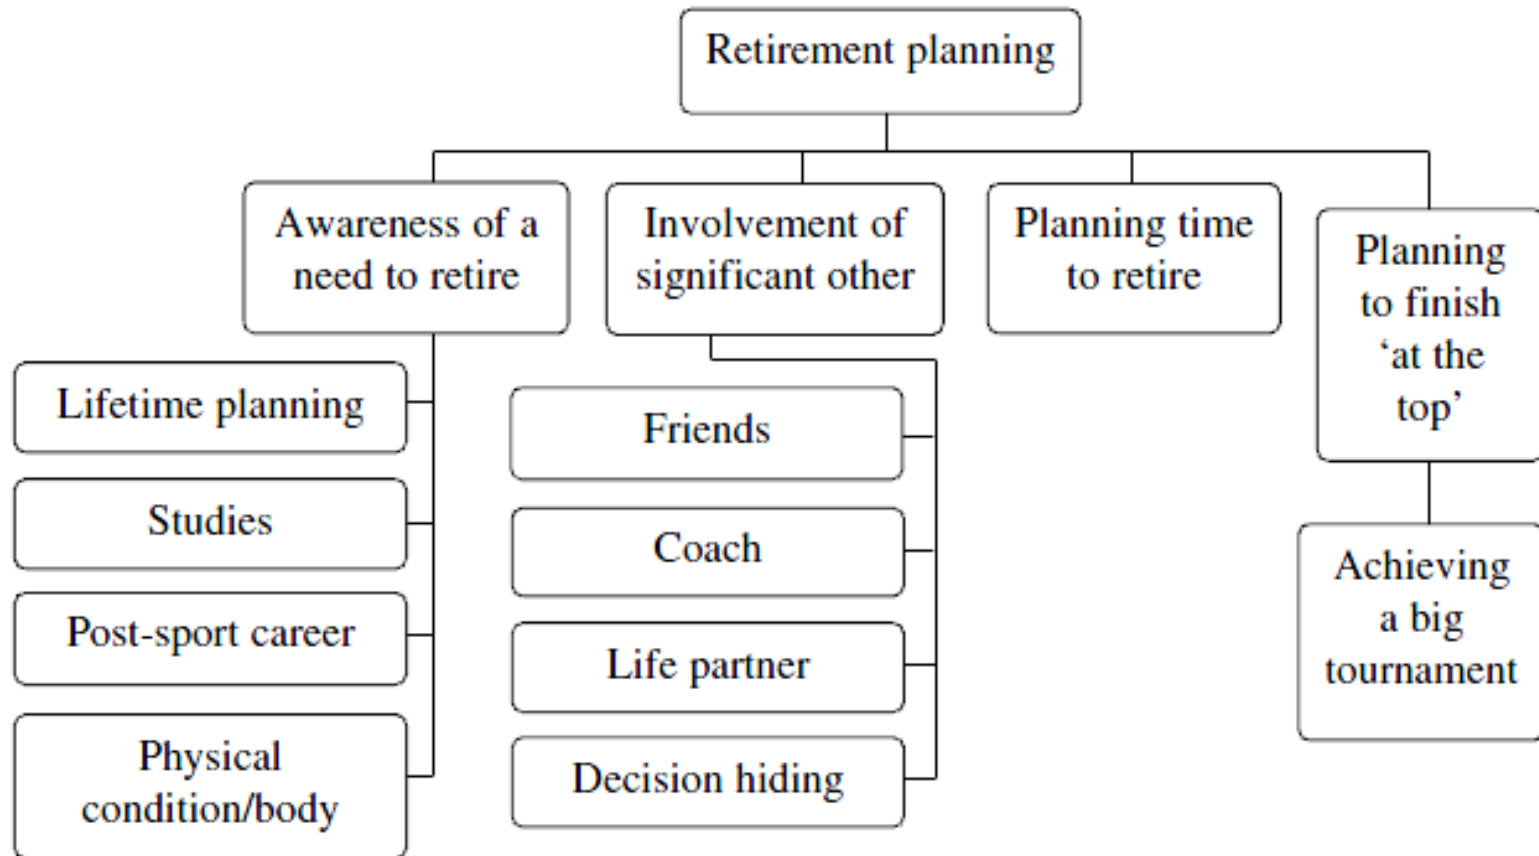 Retirement planning
Awareness of a
need to retire
Involvement of
significant other
Planning time
to retire
Planning
to finish
‘at the
top’
Lifetime planning
Studies
Post-sport career
Physical
condition/body
Friends
Coach
Life partner
Decision hiding
Achieving
a big
tournament